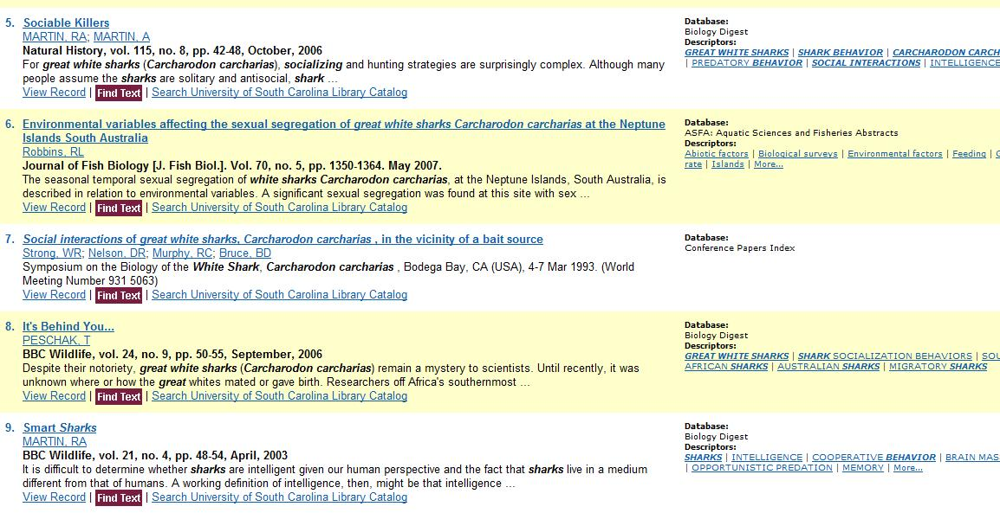 5. Sociable Killers
MARTIN, RA; MARTIN, A
Natural History, vol. 115, no. 8, pp. 42-48, October, 2006
For great white sharks (Carcharodon carcharias), socializing and hunting strategies are surprisingly complex. Although many
people assume the sharks are solitary and antisocial, shark ...
View Record | Find Text | Search University of South Carolina Library Catalog
Database:
Biology Digest
Descriptors:
GREAT WHITE SHARKS | SHARK BEHAVIOR | CARCHARODON CARCH
| PREDATORY BEHAVIOR | SOCIAL INTERACTIONS | INTELLIGENCE
6. Environmental variables affecting the sexual segregation of great white sharks Carcharodon carcharias at the Neptune
Islands South Australia
Robbins, RL
Journal of Fish Biology [J. Fish Biol.]. Vol. 70, no. 5, pp. 1350-1364. May 2007.
The seasonal temporal sexual segregation of white sharks Carcharodon carcharias, at the Neptune Islands, South Australia, is
described in relation to environmental variables. A significant sexual segregation was found at this site with sex ...
View Record | Find Text | Search University of South Carolina Library Catalog
Database:
ASFA: Aquatic Sciences and Fisheries Abstracts
Descriptors:
Abiotic factors | Biological surveys | Environmental factors | Feeding | G
rate | Islands | More...
7. Social interactions of great white sharks, Carcharodon carcharias , in the vicinity of a bait source
Strong, WR; Nelson, DR; Murphy, RC; Bruce, BD
Symposium on the Biology of the White Shark, Carcharodon carcharias , Bodega Bay, CA (USA), 4-7 Mar 1993. (World
Meeting Number 931 5063)
View Record | Find Text | Search University of South Carolina Library Catalog
Database:
Conference Papers Index
8. It's Behind You...
PESCHAK, T
BBC Wildlife, vol. 24, no. 9, pp. 50-55, September, 2006
Despite their notoriety, great white sharks (Carcharodon carcharias) remain a mystery to scientists. Until recently, it was
unknown where or how the great whites mated or gave birth. Researchers off Africa's southernmost ...
View Record | Find Text | Search University of South Carolina Library Catalog
Database:
Biology Digest
Descriptors:
GREAT WHITE SHARKS | SHARK SOCIALIZATION BEHAVIORS | SOU
AFRICAN SHARKS | AUSTRALIAN SHARKS | MIGRATORY SHARKS
9. Smart Sharks
MARTIN, RA
BBC Wildlife, vol. 21, no. 4, pp. 48-54, April, 2003
It is difficult to determine whether sharks are intelligent given our human perspective and the fact that sharks live in a medium
different from that of humans. A working definition of intelligence, then, might be that intelligence ...
View Record | Find Text | Search University of South Carolina Library Catalog
Database:
Biology Digest
Descriptors:
SHARKS | INTELLIGENCE | COOPERATIVE BEHAVIOR | BRAIN MAS
| OPPORTUNISTIC PREDATION | MEMORY | More...